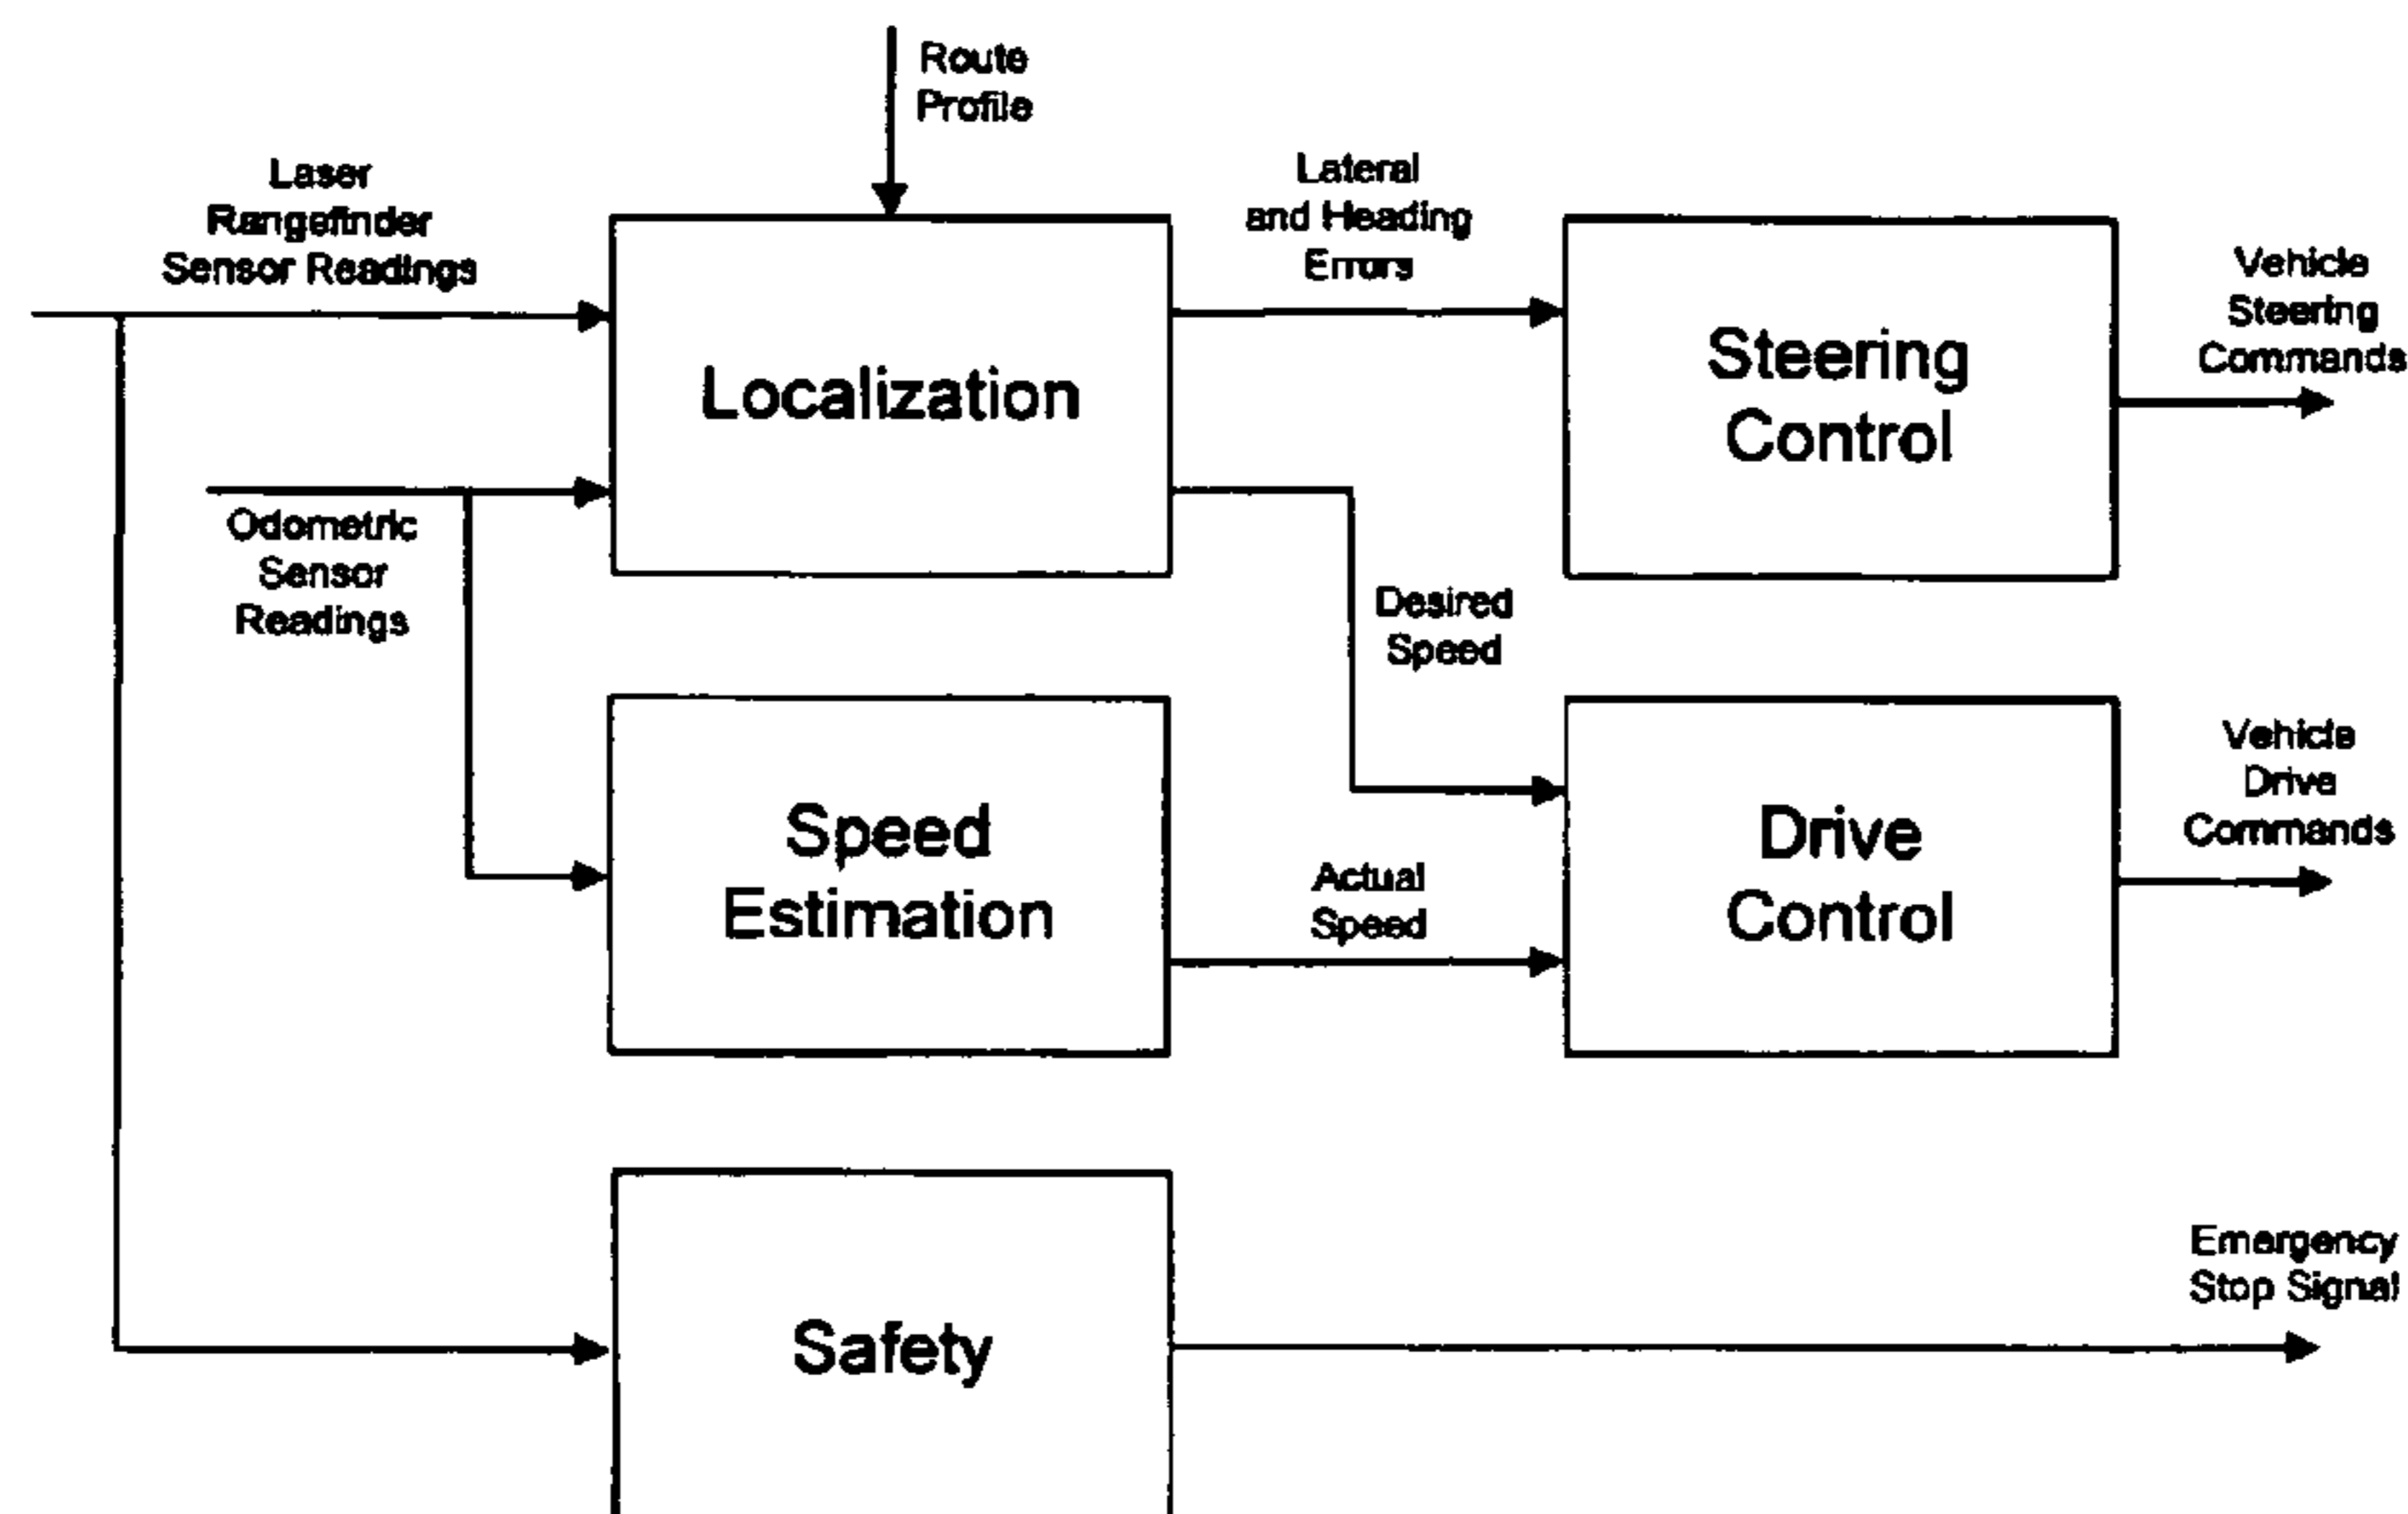 Route
Profile
Laser
Rangefinder
Sensor Readings
Lateral
and Heading
Errors
Vehicle
Steering
Commands
Localization
Steering
Control
Odometric
Sensor
Readings
Desired
Speed
Speed
Estimation
Actual
Speed
Drive
Control
Vehicle
Drive
Commands
Safety
Emergency
Stop Signal